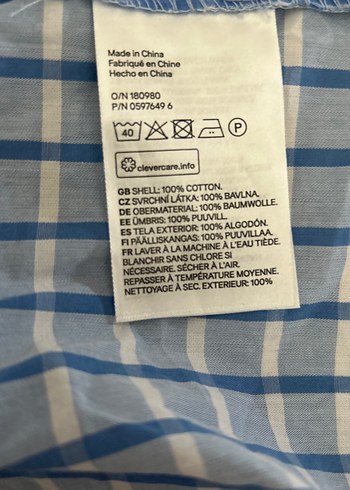 Made in China
Fabriqué en Chine
Hecho en China
O/N 180980
P/N 0597649 6
40 P
clevercare.info
GB SHELL: 100% COTTON.
CZ SVRCHNÍ LÁTKA: 100% BAVLNA.
DE OBERMATERIAL: 100% BAUMWOLLE.
EE ÜMBRIS: 100% PUUVILL.
ES TELA EXTERIOR: 100% ALGODÓN.
FI PÄÄLLISKANGAS: 100% PUUVILLAA.
FR LAVER À LA MACHINE À L'EAU TIÈDE.
BLANCHIR SANS CHLORE SI
NÉCESSAIRE. SÉCHER À L'AIR.
REPASSER À TEMPÉRATURE MOYENNE.
NETTOYAGE À SEC. EXTERIEUR: 100%